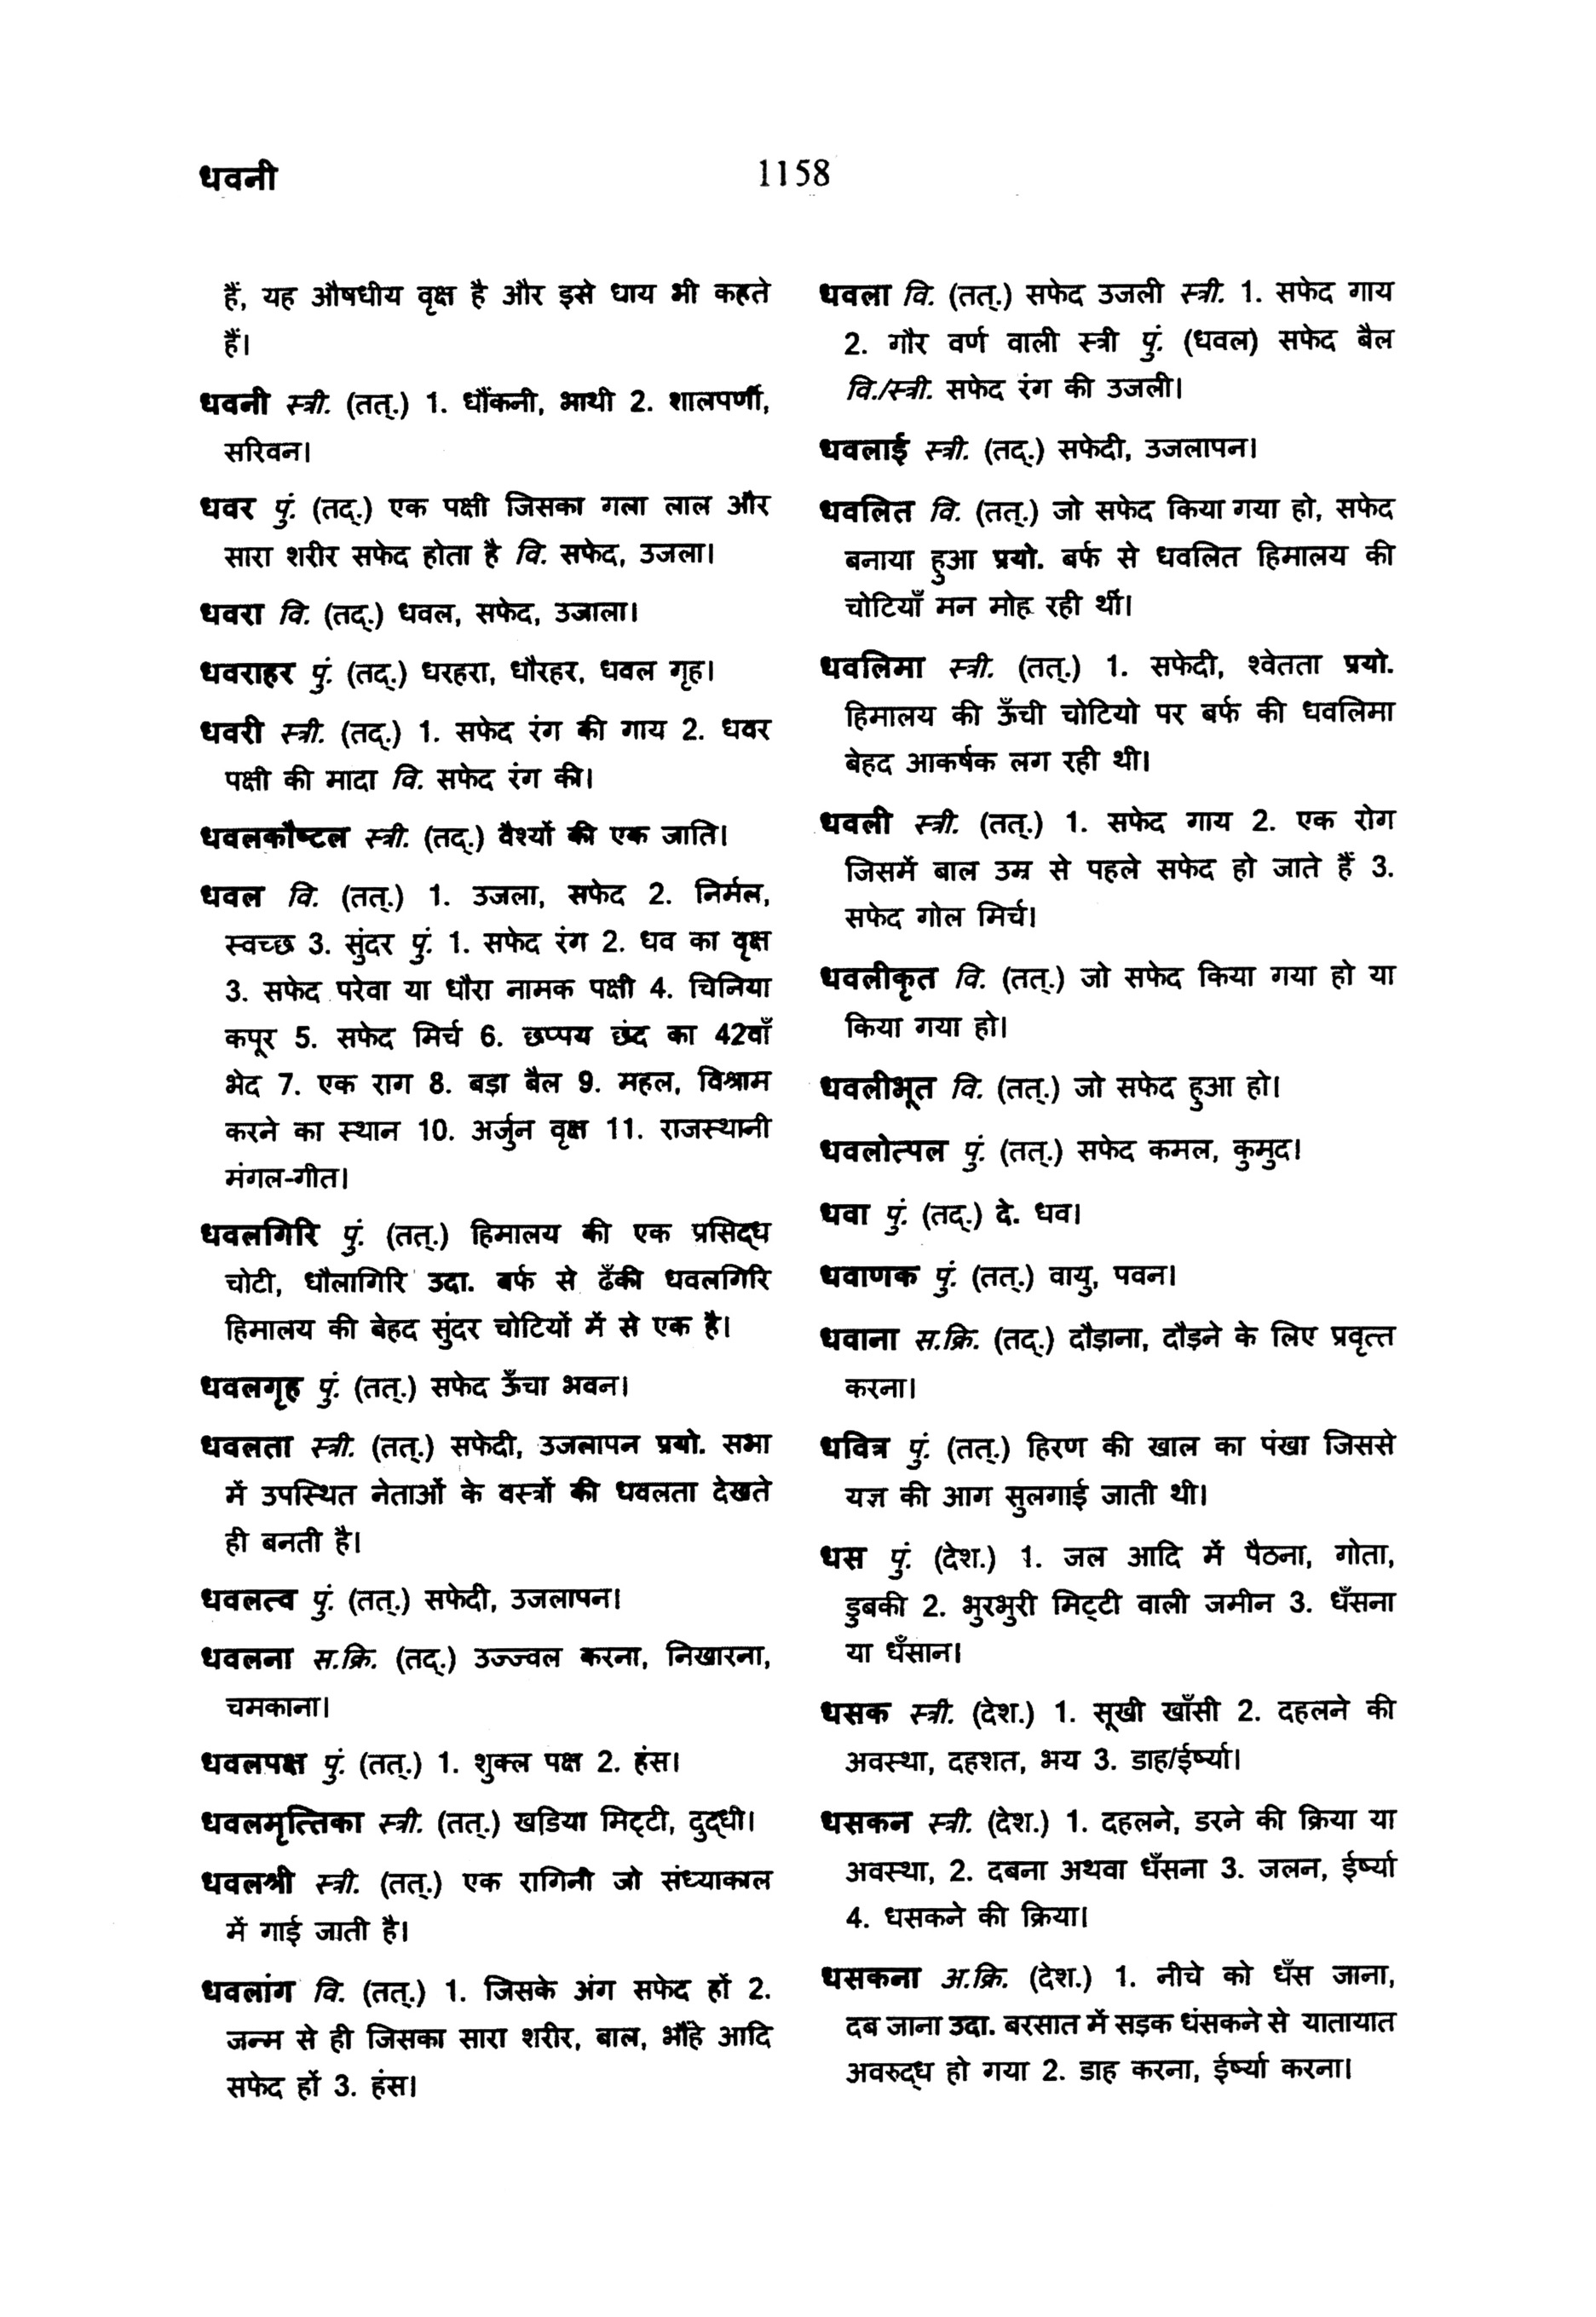 धवनी
1158
हैं, यह औषधीय वृक्ष है और इसे धाय भी कहते
हैं।
धवनी स्त्री. (तत्.) 1. धौंकनी, भाथी 2. शालपर्णी,
सरिवन।
धवर पुं. (तद्.) एक पक्षी जिसका गला लाल और
सारा शरीर सफेद होता है वि. सफेद, उजला।
धवरा वि. (तद्.) धवल, सफेद, उजाला।
धवराहर पुं. (तद्.) धरहरा, धौरहर, धवल गृह।
धवरी स्त्री. (तद्.) 1. सफेद रंग की गाय 2. धवर
पक्षी की मादा वि. सफेद रंग की।
धवलकौष्टल स्त्री. (तद्.) वैश्यों की एक जाति।
धवल वि. (तत्.) 1. उजला, सफेद 2. निर्मल,
स्वच्छ 3. सुंदर पुं. 1. सफेद रंग 2. धव का वृक्ष
3. सफेद परेवा या धौरा नामक पक्षी 4. चिनिया
कपूर 5. सफेद मिर्च 6. छप्पय छंद का 42वाँ
भेद 7. एक राग 8. बड़ा बैल 9. महल, विश्राम
करने का स्थान 10. अर्जुन वृक्ष 11. राजस्थानी
मंगल-गीत।
धवलगिरि पुं. (तत्.) हिमालय की एक प्रसिद्ध
चोटी, धौलागिरि उदा. बर्फ से ढँकी धवलगिरि
हिमालय की बेहद सुंदर चोटियों में से एक है।
धवलगृह पुं. (तत्.) सफेद ऊँचा भवन।
धवलता स्त्री. (तत्.) सफेदी, उजलापन प्रयो. सभा
में उपस्थित नेताओं के वस्त्रों की धवलता देखते
ही बनती है।
धवलत्व पुं. (तत्.) सफेदी, उजलापन।
धवलना स.क्रि. (तद्.) उज्ज्वल करना, निखारना,
चमकाना।
धवलपक्ष पुं. (तत्.) 1. शुक्ल पक्ष 2. हंस।
धवलमृत्तिका स्त्री. (तत्.) खडिया मिट्टी, दुद्धी।
धवलश्री स्त्री. (तत्.) एक रागिनी जो संध्याकाल
में गाई जाती है।
धवलांग वि. (तत्.) 1. जिसके अंग सफेद हों 2.
जन्म से ही जिसका सारा शरीर, बाल, भौंहे आदि
सफेद हों 3. हंस।
धवला वि. (तत्.) सफेद उजली स्त्री. 1. सफेद गाय
2. गौर वर्ण वाली स्त्री पुं. (धवल) सफेद बैल
वि./स्त्री. सफेद रंग की उजली।
धवलाई स्त्री. (तद्.) सफेदी, उजलापन।
धवलित वि. (तत्.) जो सफेद किया गया हो, सफेद
बनाया हुआ प्रयो. बर्फ से धवलित हिमालय की
चोटियाँ मन मोह रही थीं।
धवलिमा स्त्री. (तत्.) 1. सफेदी, श्वेतता प्रयो.
हिमालय की ऊँची चोटियो पर बर्फ की धवलिमा
बेहद आकर्षक लग रही थी।
धवली स्त्री. (तत्.) 1. सफेद गाय 2. एक रोग
जिसमें बाल उम्र से पहले सफेद हो जाते हैं 3.
सफेद गोल मिर्च।
धवलीकृत वि. (तत्.) जो सफेद किया गया हो या
किया गया हो।
धवलीभूत वि. (तत्.) जो सफेद हुआ हो।
धवलोत्पल पुं. (तत्.) सफेद कमल, कुमुद।
धवा पुं. (तद्.) दे. धव।
धवाणक पुं. (तत्.) वायु, पवन।
धवाना स.क्रि. (तद्.) दौड़ाना, दौड़ने के लिए प्रवृत्त
करना।
धवित्र पुं. (तत्.) हिरण की खाल का पंखा जिससे
यज्ञ की आग सुलगाई जाती थी।
धस पुं. (देश.) 1. जल आदि में पैठना, गोता,
डुबकी 2. भुरभुरी मिट्टी वाली जमीन 3. धँसना
या धँसान।
धसक स्त्री. (देश.) 1. सूखी खाँसी 2. दहलने की
अवस्था, दहशत, भय 3. डाह/ईर्ष्या।
धसकन स्त्री. (देश.) 1. दहलने, डरने की क्रिया या
अवस्था, 2. दबना अथवा धँसना 3. जलन, ईर्ष्या
4. धसकने की क्रिया।
धसकना अ.क्रि. (देश.) 1. नीचे को धँस जाना,
दब जाना उदा. बरसात में सड़क धंसकने से यातायात
अवरुद्ध हो गया 2. डाह करना, ईर्ष्या करना।